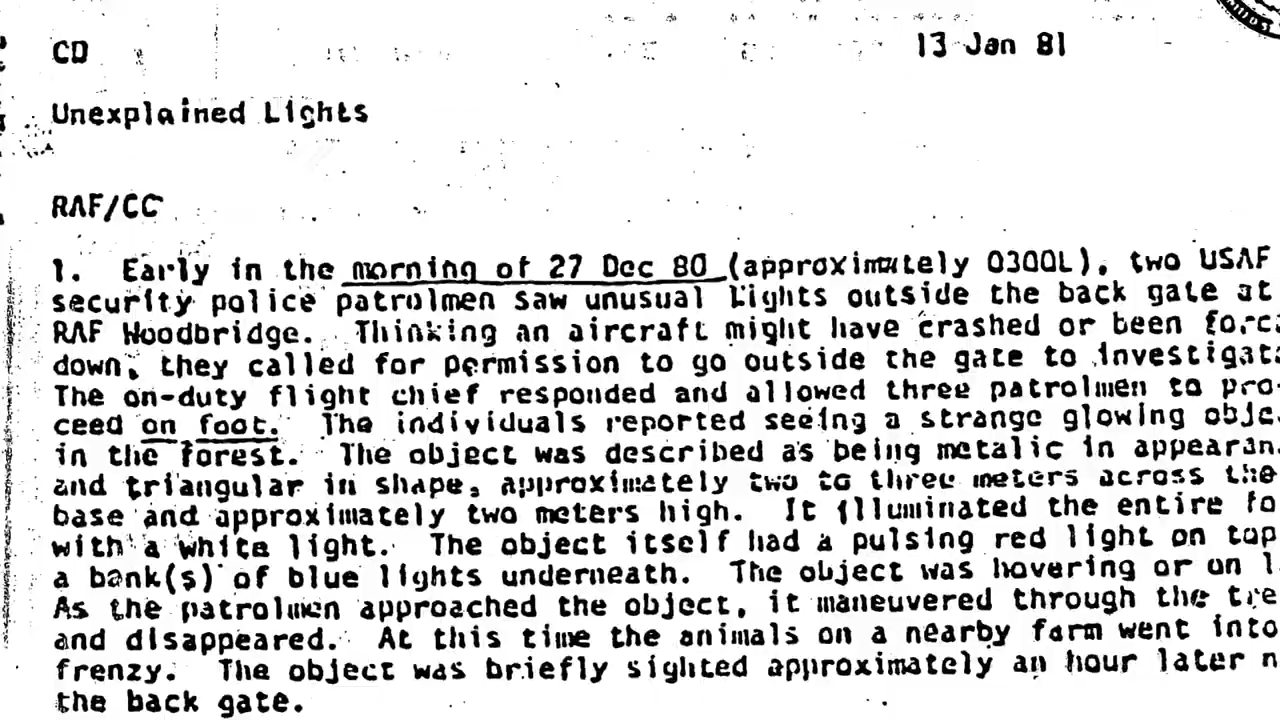 CD 13 Jan 81
Unexplained Lights
RAF/CC
1. Early in the morning of 27 Dec 80 (approximately 0300L), two USAF
security police patrolmen saw unusual lights outside the back gate at
RAF Woodbridge. Thinking an aircraft might have crashed or been forc
down, they called for permission to go outside the gate to investigat
The on-duty flight chief responded and allowed three patrolmen to pro-
ceed on foot. The individuals reported seeing a strange glowing obje
in the forest. The object was described as being metalic in appearan
and triangular in shape, approximately two to three meters across the
base and approximately two meters high. It illuminated the entire fo
with a white light. The object itself had a pulsing red light on top
a bank(s) of blue lights underneath. The object was hovering or on l
As the patrolmen approached the object, it maneuvered through the tre
and disappeared. At this time the animals on a nearby farm went into
frenzy. The object was briefly sighted approximately an hour later n
the back gate.